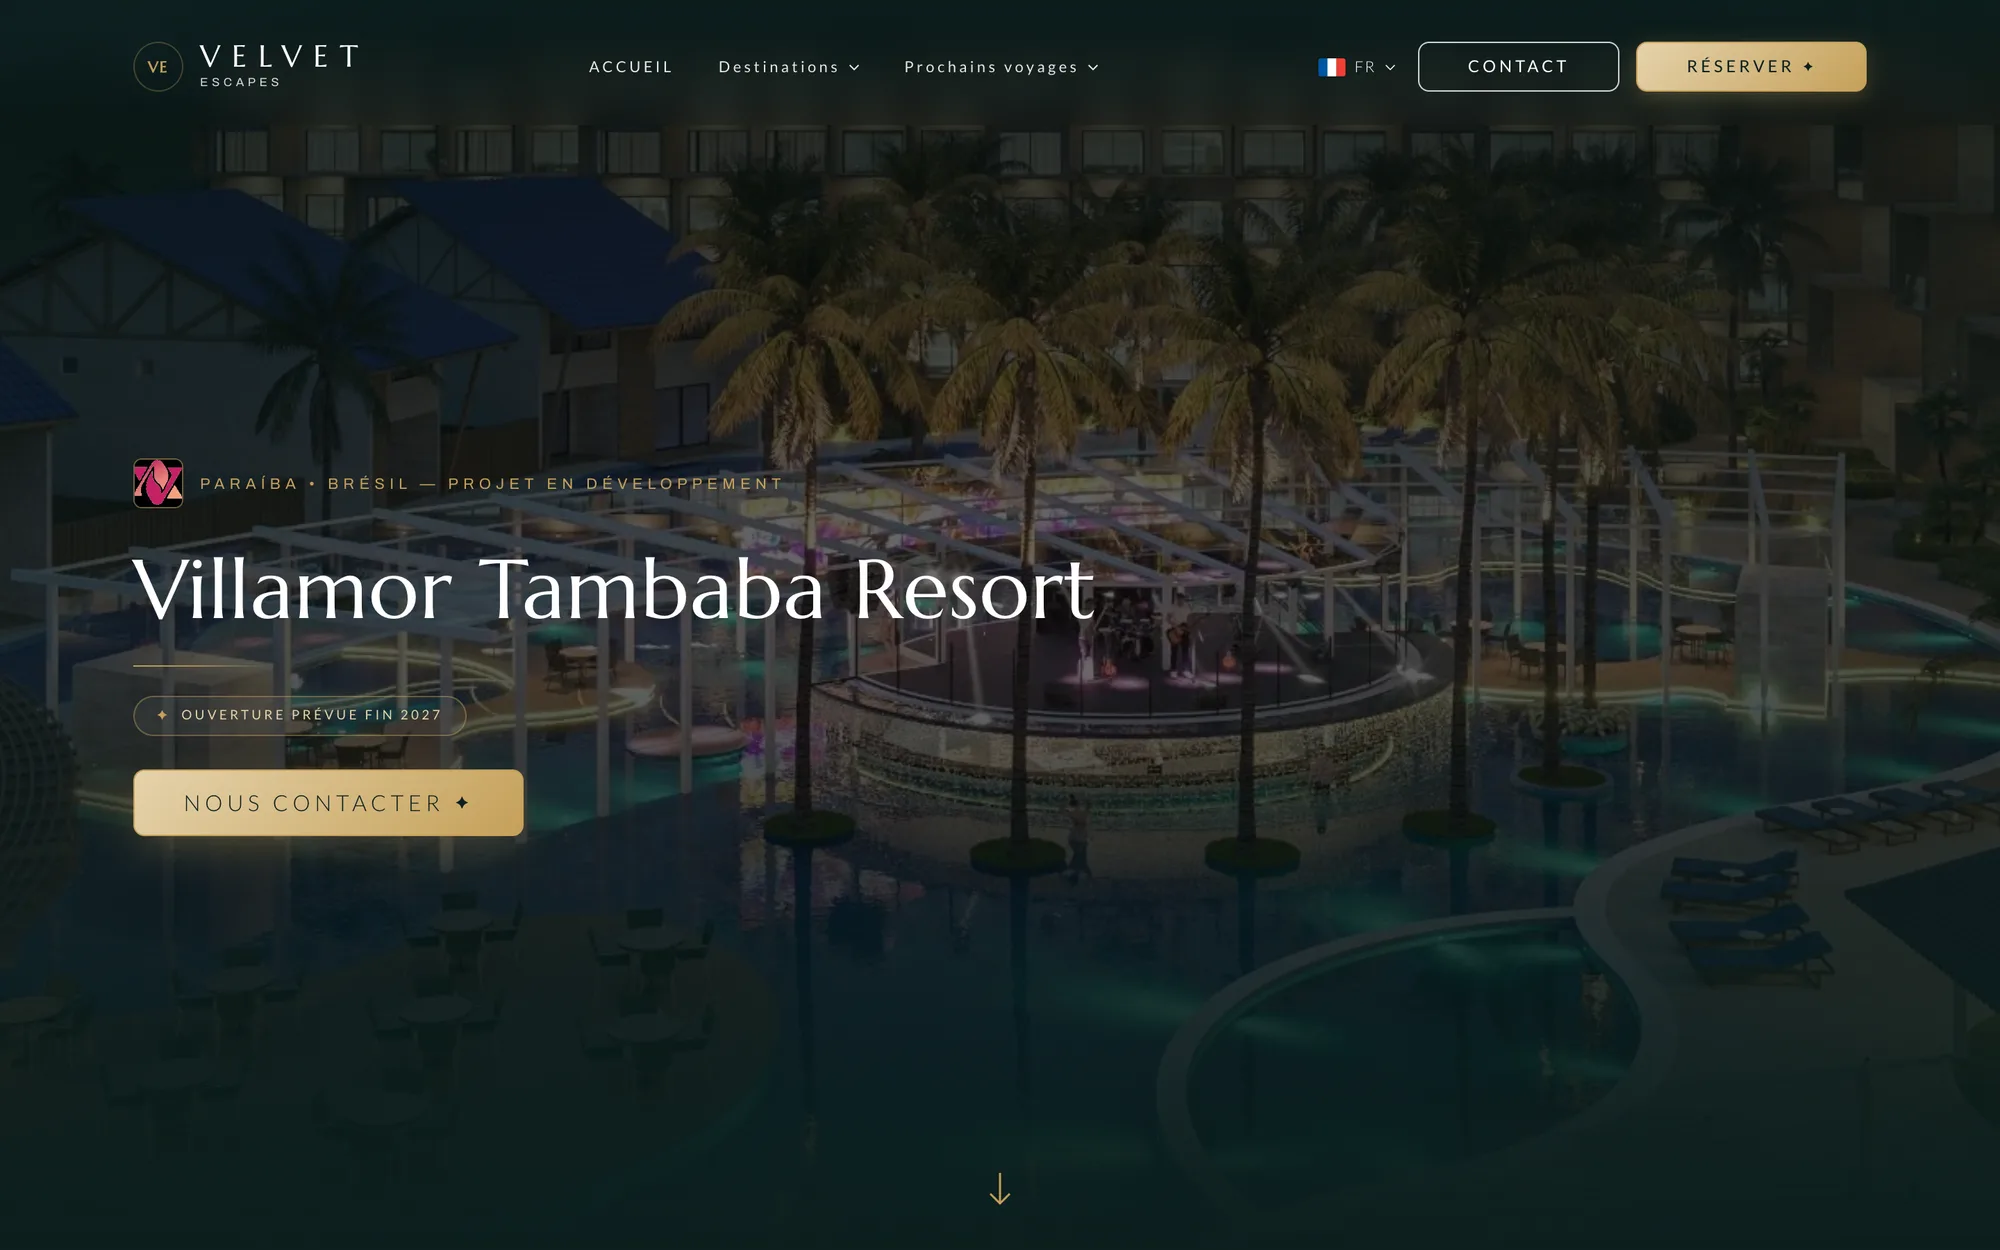 VE
VELVET
ESCAPES
ACCUEIL
Destinations
Prochains voyages
FR
CONTACT
RÉSERVER ✦
PARAÍBA • BRÉSIL — PROJET EN DÉVELOPPEMENT
Villamor Tambaba Resort
✦ OUVERTURE PRÉVUE FIN 2027
NOUS CONTACTER ✦